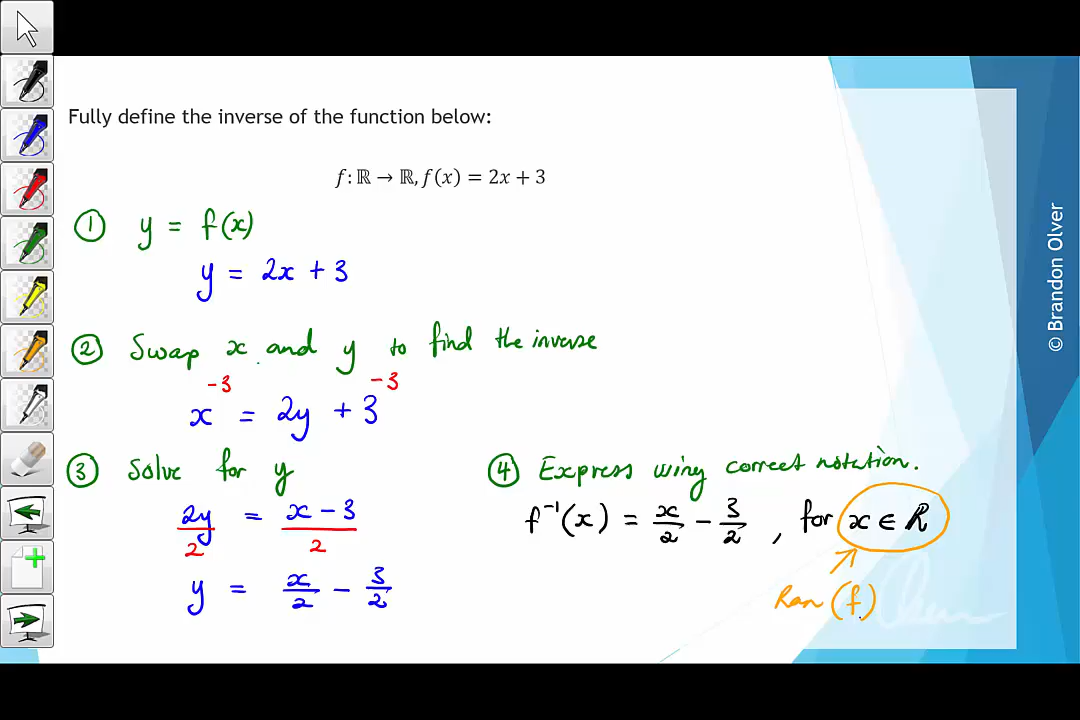 Fully define the inverse of the function below:
f: ℝ → ℝ, f(x) = 2x + 3
① y = f(x)
y = 2x + 3
② Swap x and y to find the inverse
-3 -3
x = 2y + 3
③ Solve for y
2y/2 = (x - 3)/2
y = x/2 - 3/2
④ Express using correct notation.
f⁻¹(x) = x/2 - 3/2 , for x ∈ R
Ran (f)
© Brandon Olver